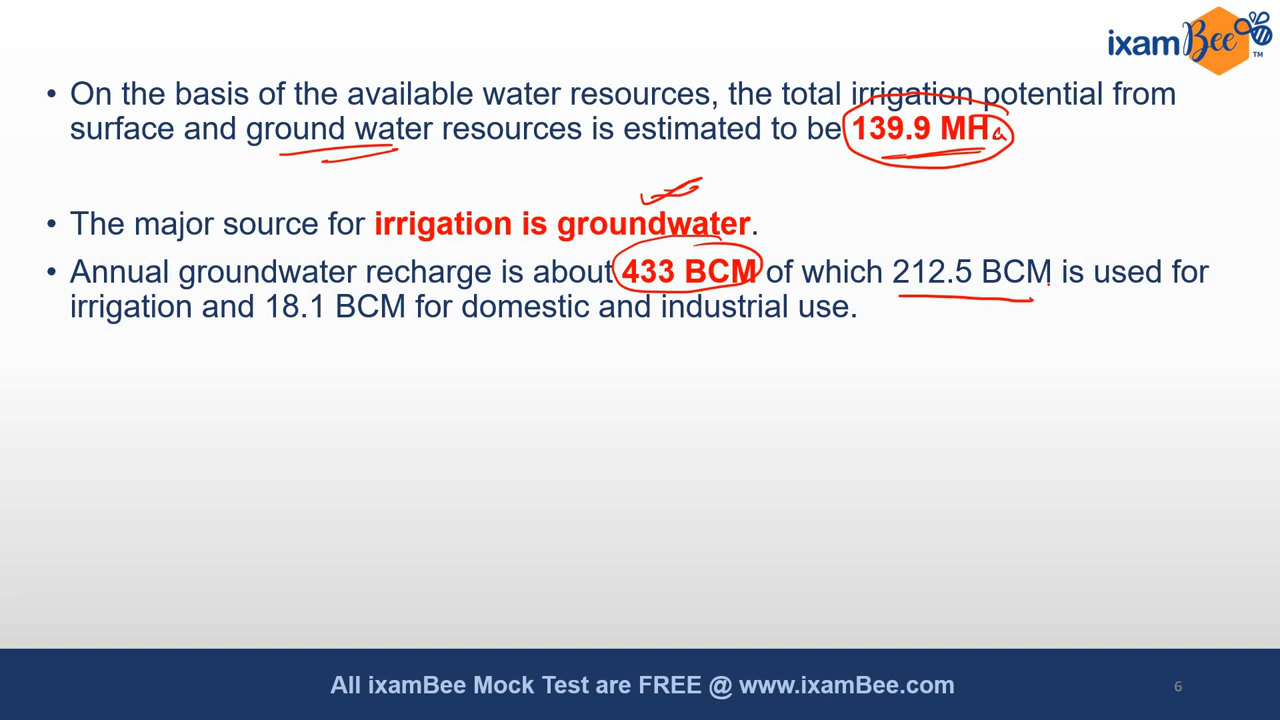 ixamBee
TM
• On the basis of the available water resources, the total irrigation potential from
surface and ground water resources is estimated to be 139.9 MHa
• The major source for irrigation is groundwater.
• Annual groundwater recharge is about 433 BCM of which 212.5 BCM is used for
irrigation and 18.1 BCM for domestic and industrial use.
All ixamBee Mock Test are FREE @ www.ixamBee.com
6